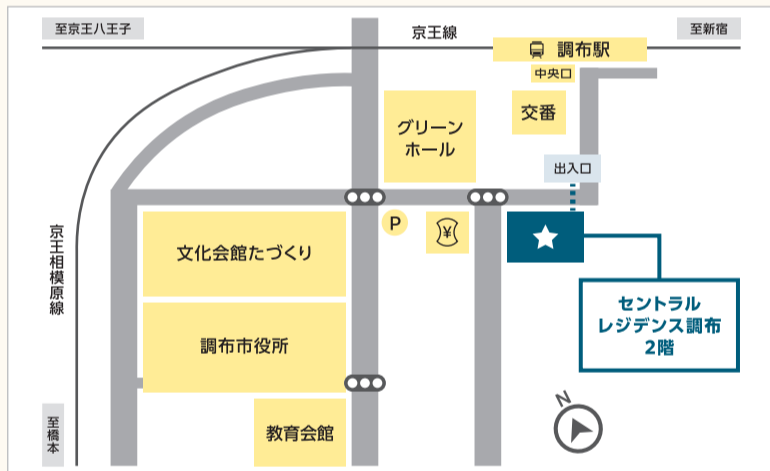 至京王八王子
京王線
至新宿
調布駅
中央口
交番
グリーン
ホール
出入口
P
¥
文化会館たづくり
京王相模原線
セントラル
レジデンス調布
2階
調布市役所
教育会館
至橋本
N